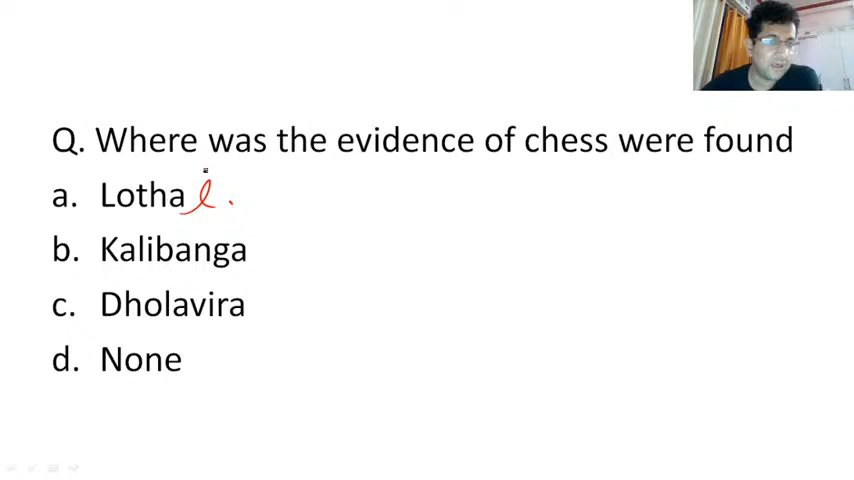 Q. Where was the evidence of chess were found
a. Lothal.
b. Kalibanga
c. Dholavira
d. None